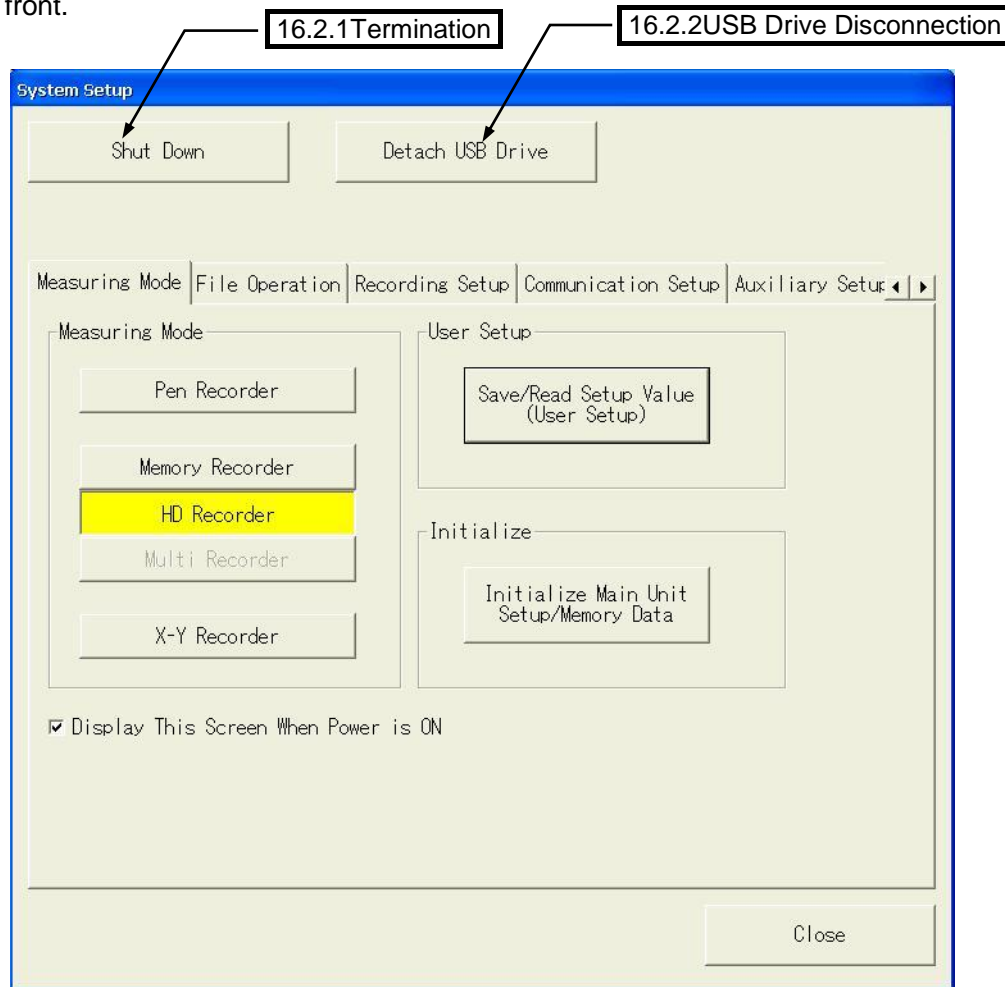 front.
16.2.1Termination
16.2.2USB Drive Disconnection
System Setup
Shut Down
Detach USB Drive
Measuring Mode
File Operation
Recording Setup
Communication Setup
Auxiliary Setup
Measuring Mode
Pen Recorder
Memory Recorder
HD Recorder
Multi Recorder
X-Y Recorder
User Setup
Save/Read Setup Value
(User Setup)
Initialize
Initialize Main Unit
Setup/Memory Data
Display This Screen When Power is ON
Close